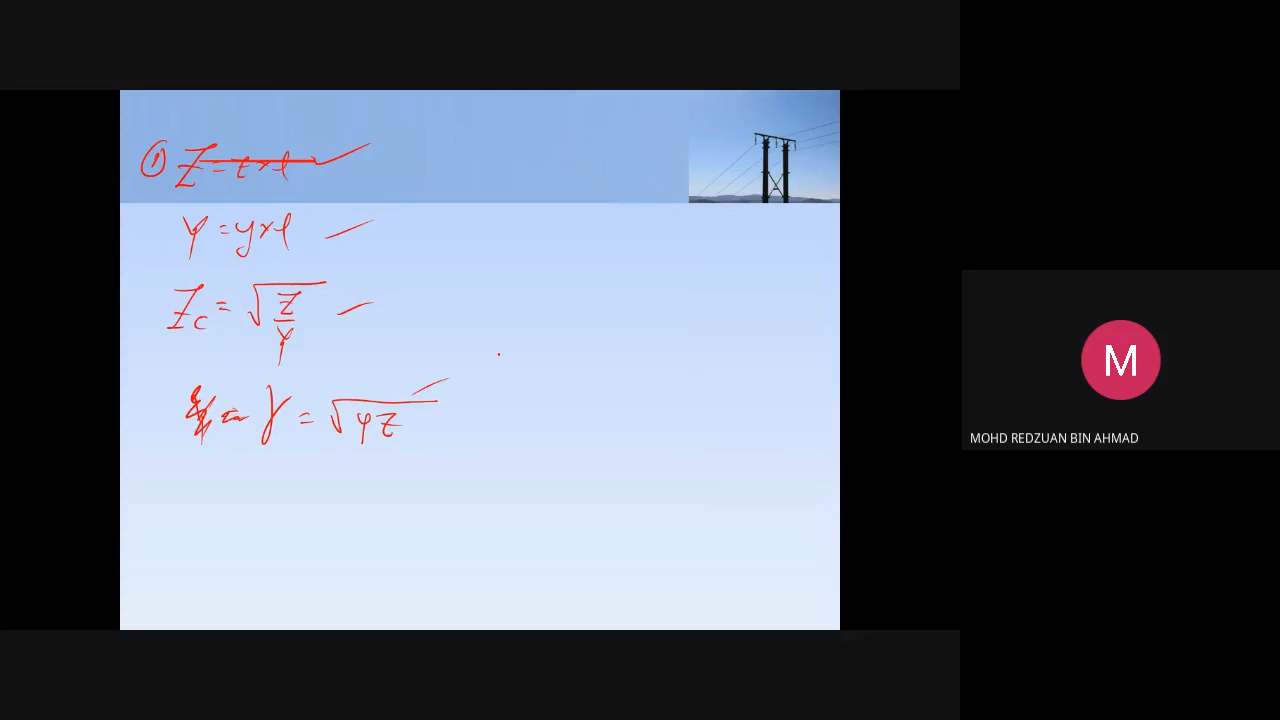 ① Z = z×l
Y = y×l
Zc = √(Z/Y)
γ = √(yz)
M
MOHD REDZUAN BIN AHMAD